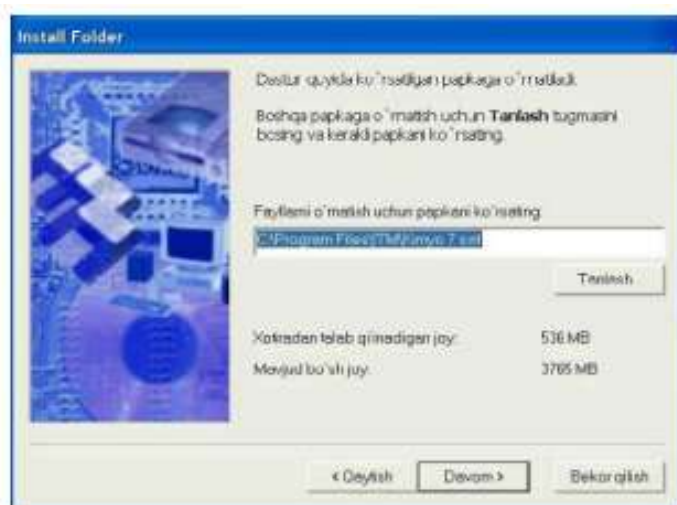 Install Folder
Dastur quyida ko`rsatilgan papkaga o`rnatiladi.
Boshqa papkaga o`rnatish uchun Tanlash tugmasini
bosing va kerakli papkani ko`rsating.
Fayllarni o`rnatish uchun papkani ko`rsating:
C:\Program Files\TM\Kimyo 7 sinf
Tanlash
Xotiradan talab qilinadigan joy: 536 MB
Mavjud bo`sh joy: 3765 MB
< Qaytish Davom > Bekor qilish